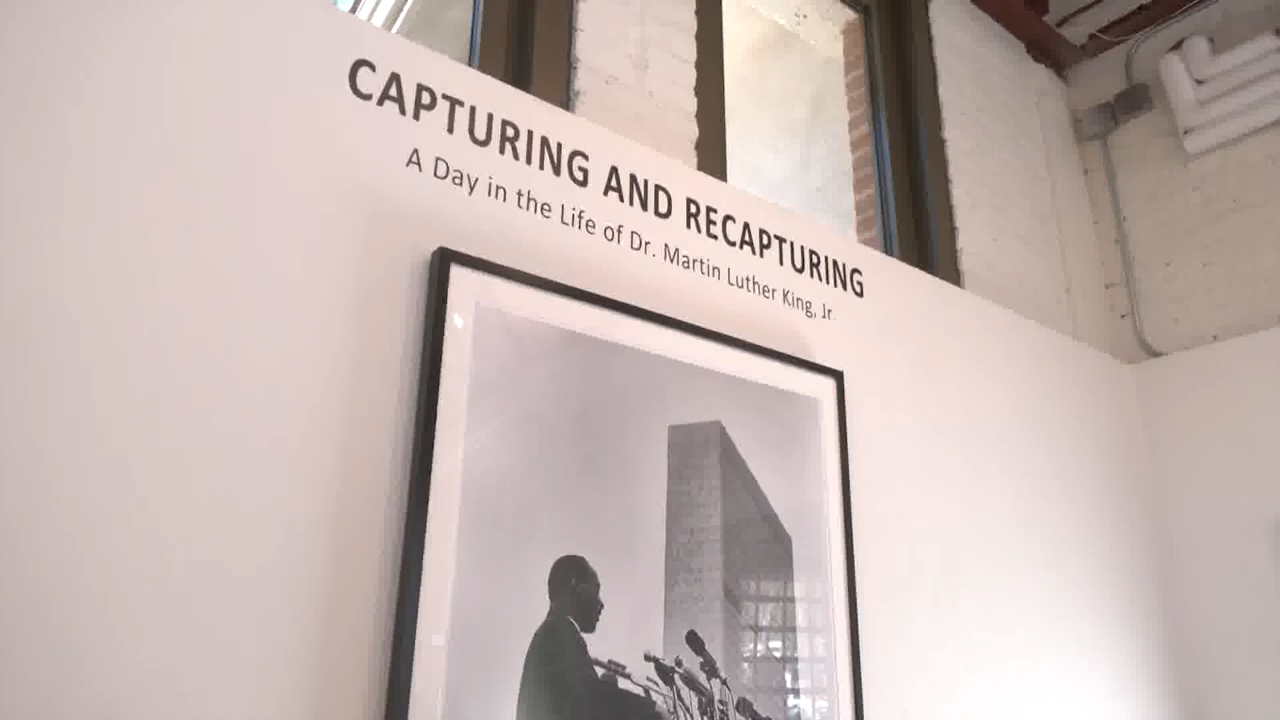 CAPTURING AND RECAPTURING
A Day in the Life of Dr. Martin Luther King, Jr.